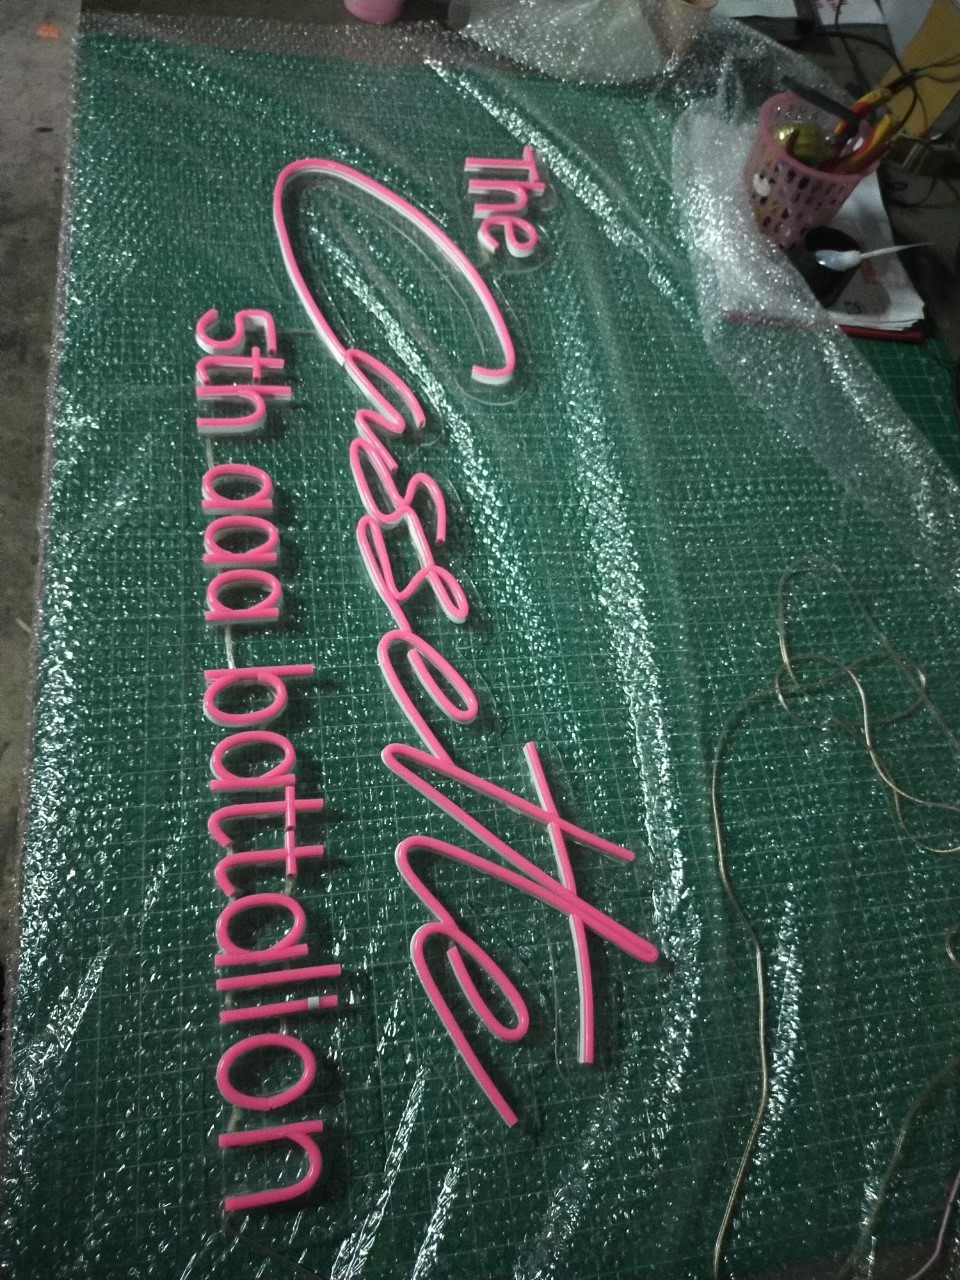 The
Cassette
5th aaa battalion